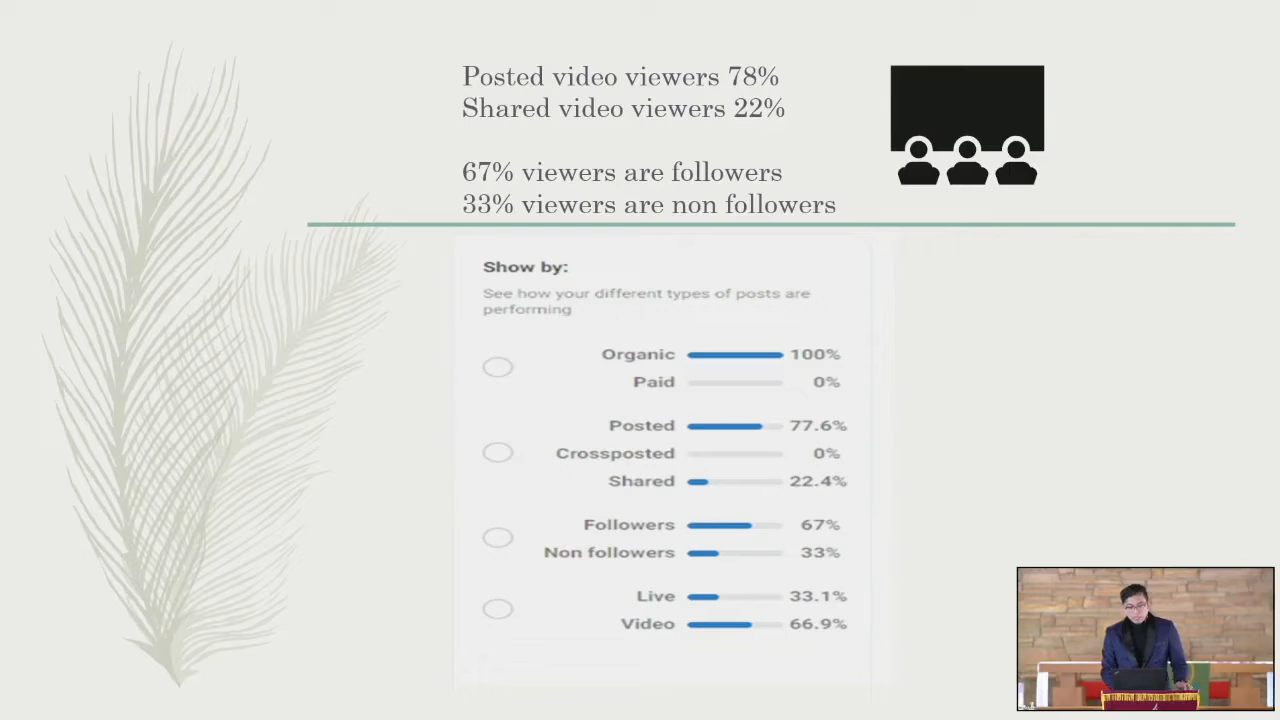 Posted video viewers 78%
Shared video viewers 22%
67% viewers are followers
33% viewers are non followers
Show by:
See how your different types of posts are
performing
Organic 100%
Paid 0%
Posted 77.6%
Crossposted 0%
Shared 22.4%
Followers 67%
Non followers 33%
Live 33.1%
Video 66.9%